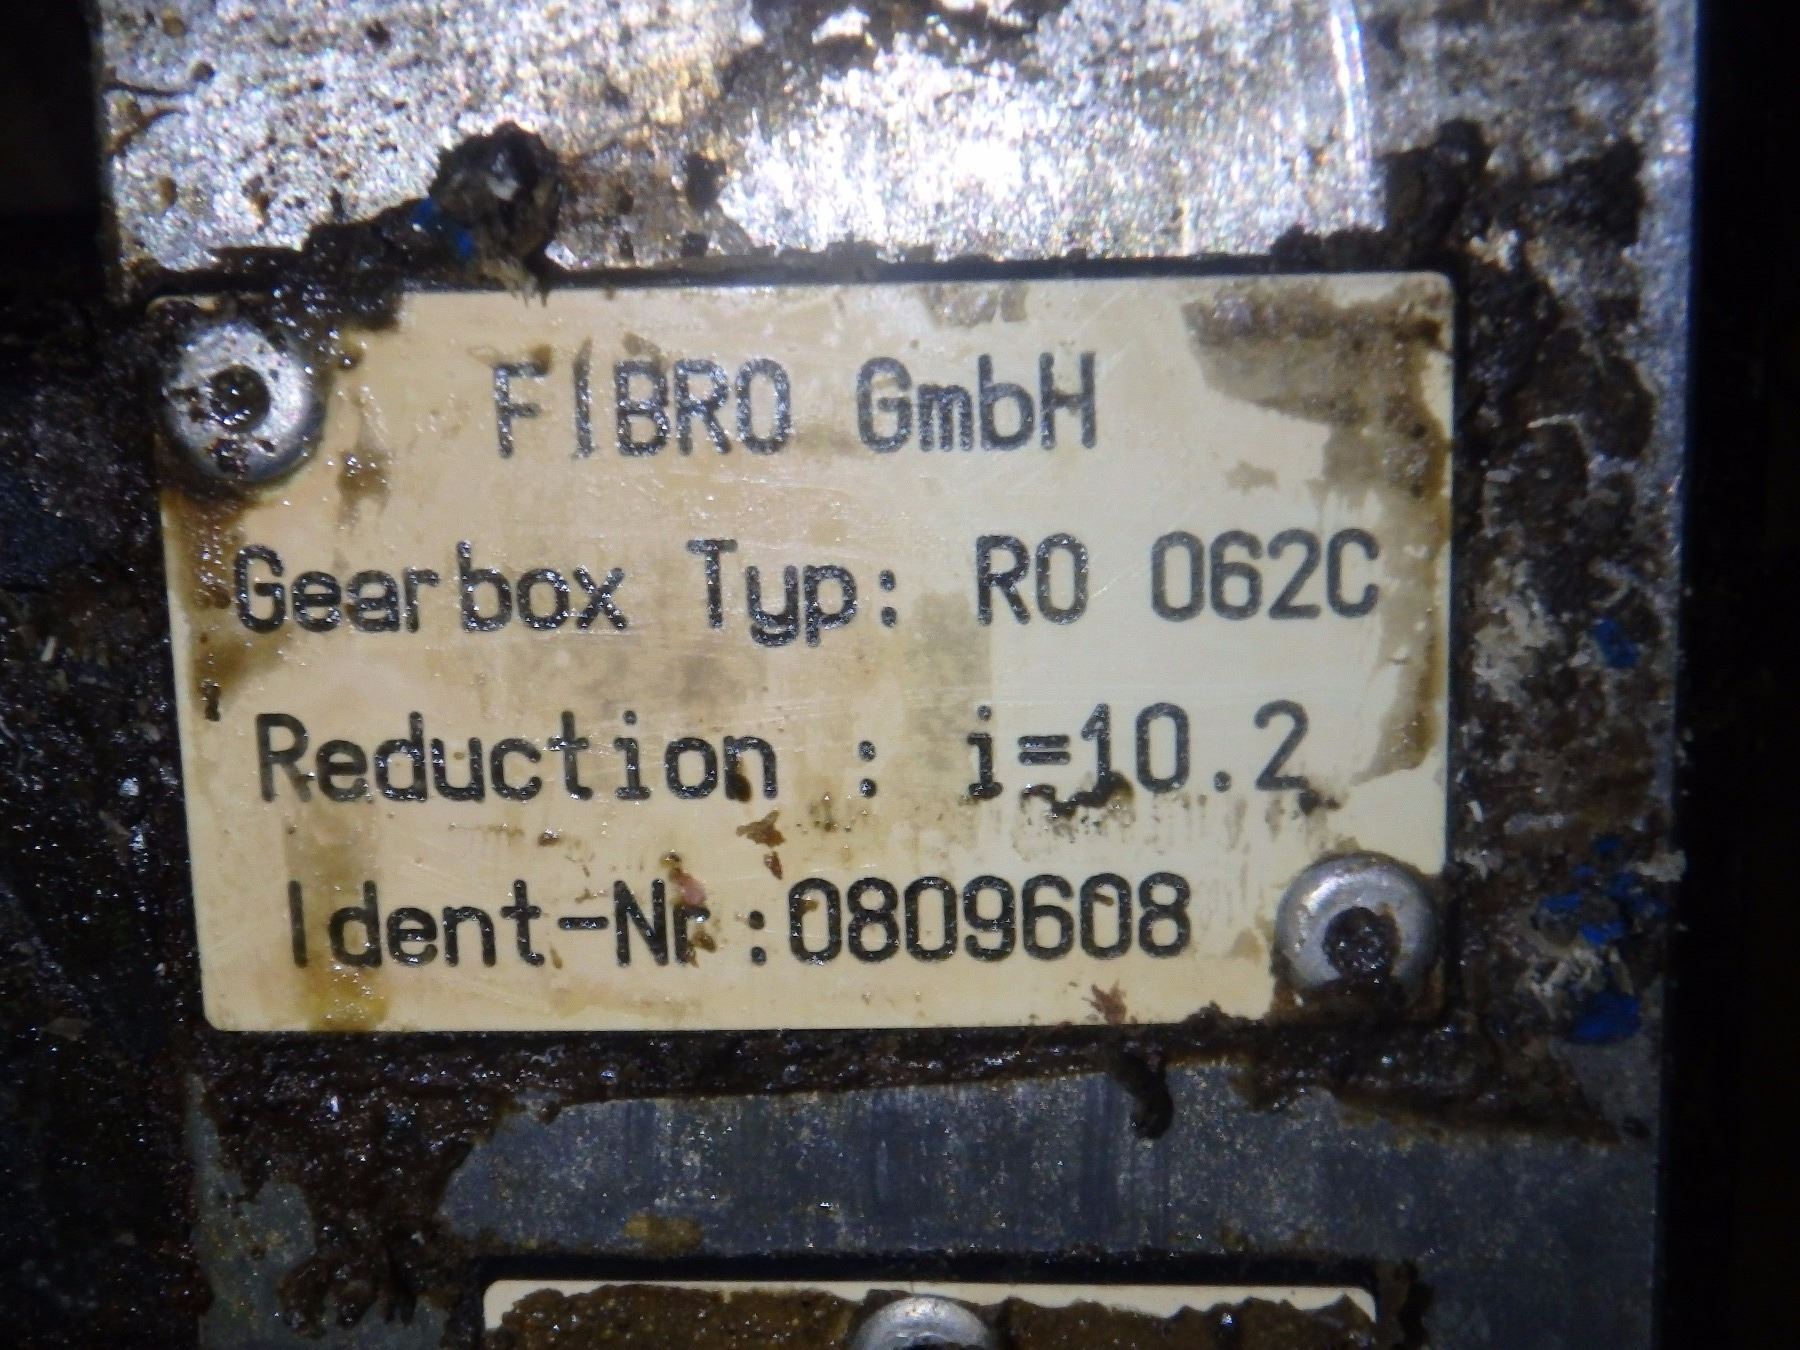 FIBRO GmbH
Gearbox Typ: RO 062C
Reduction : i=10.2
Ident-Nr:0809608